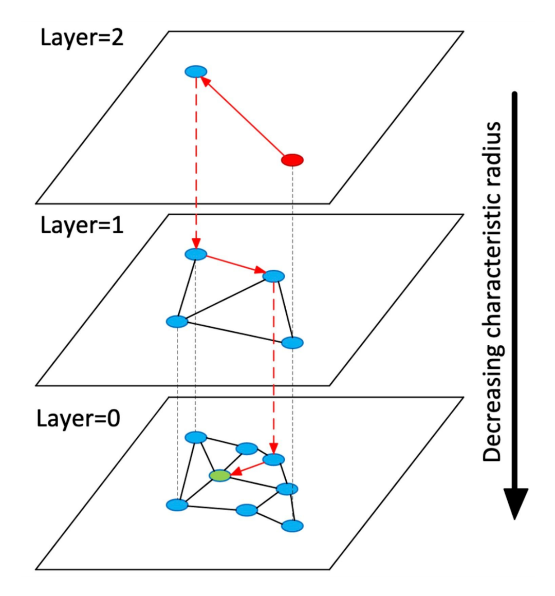 Layer=2
Layer=1
Layer=0
Decreasing characteristic radius